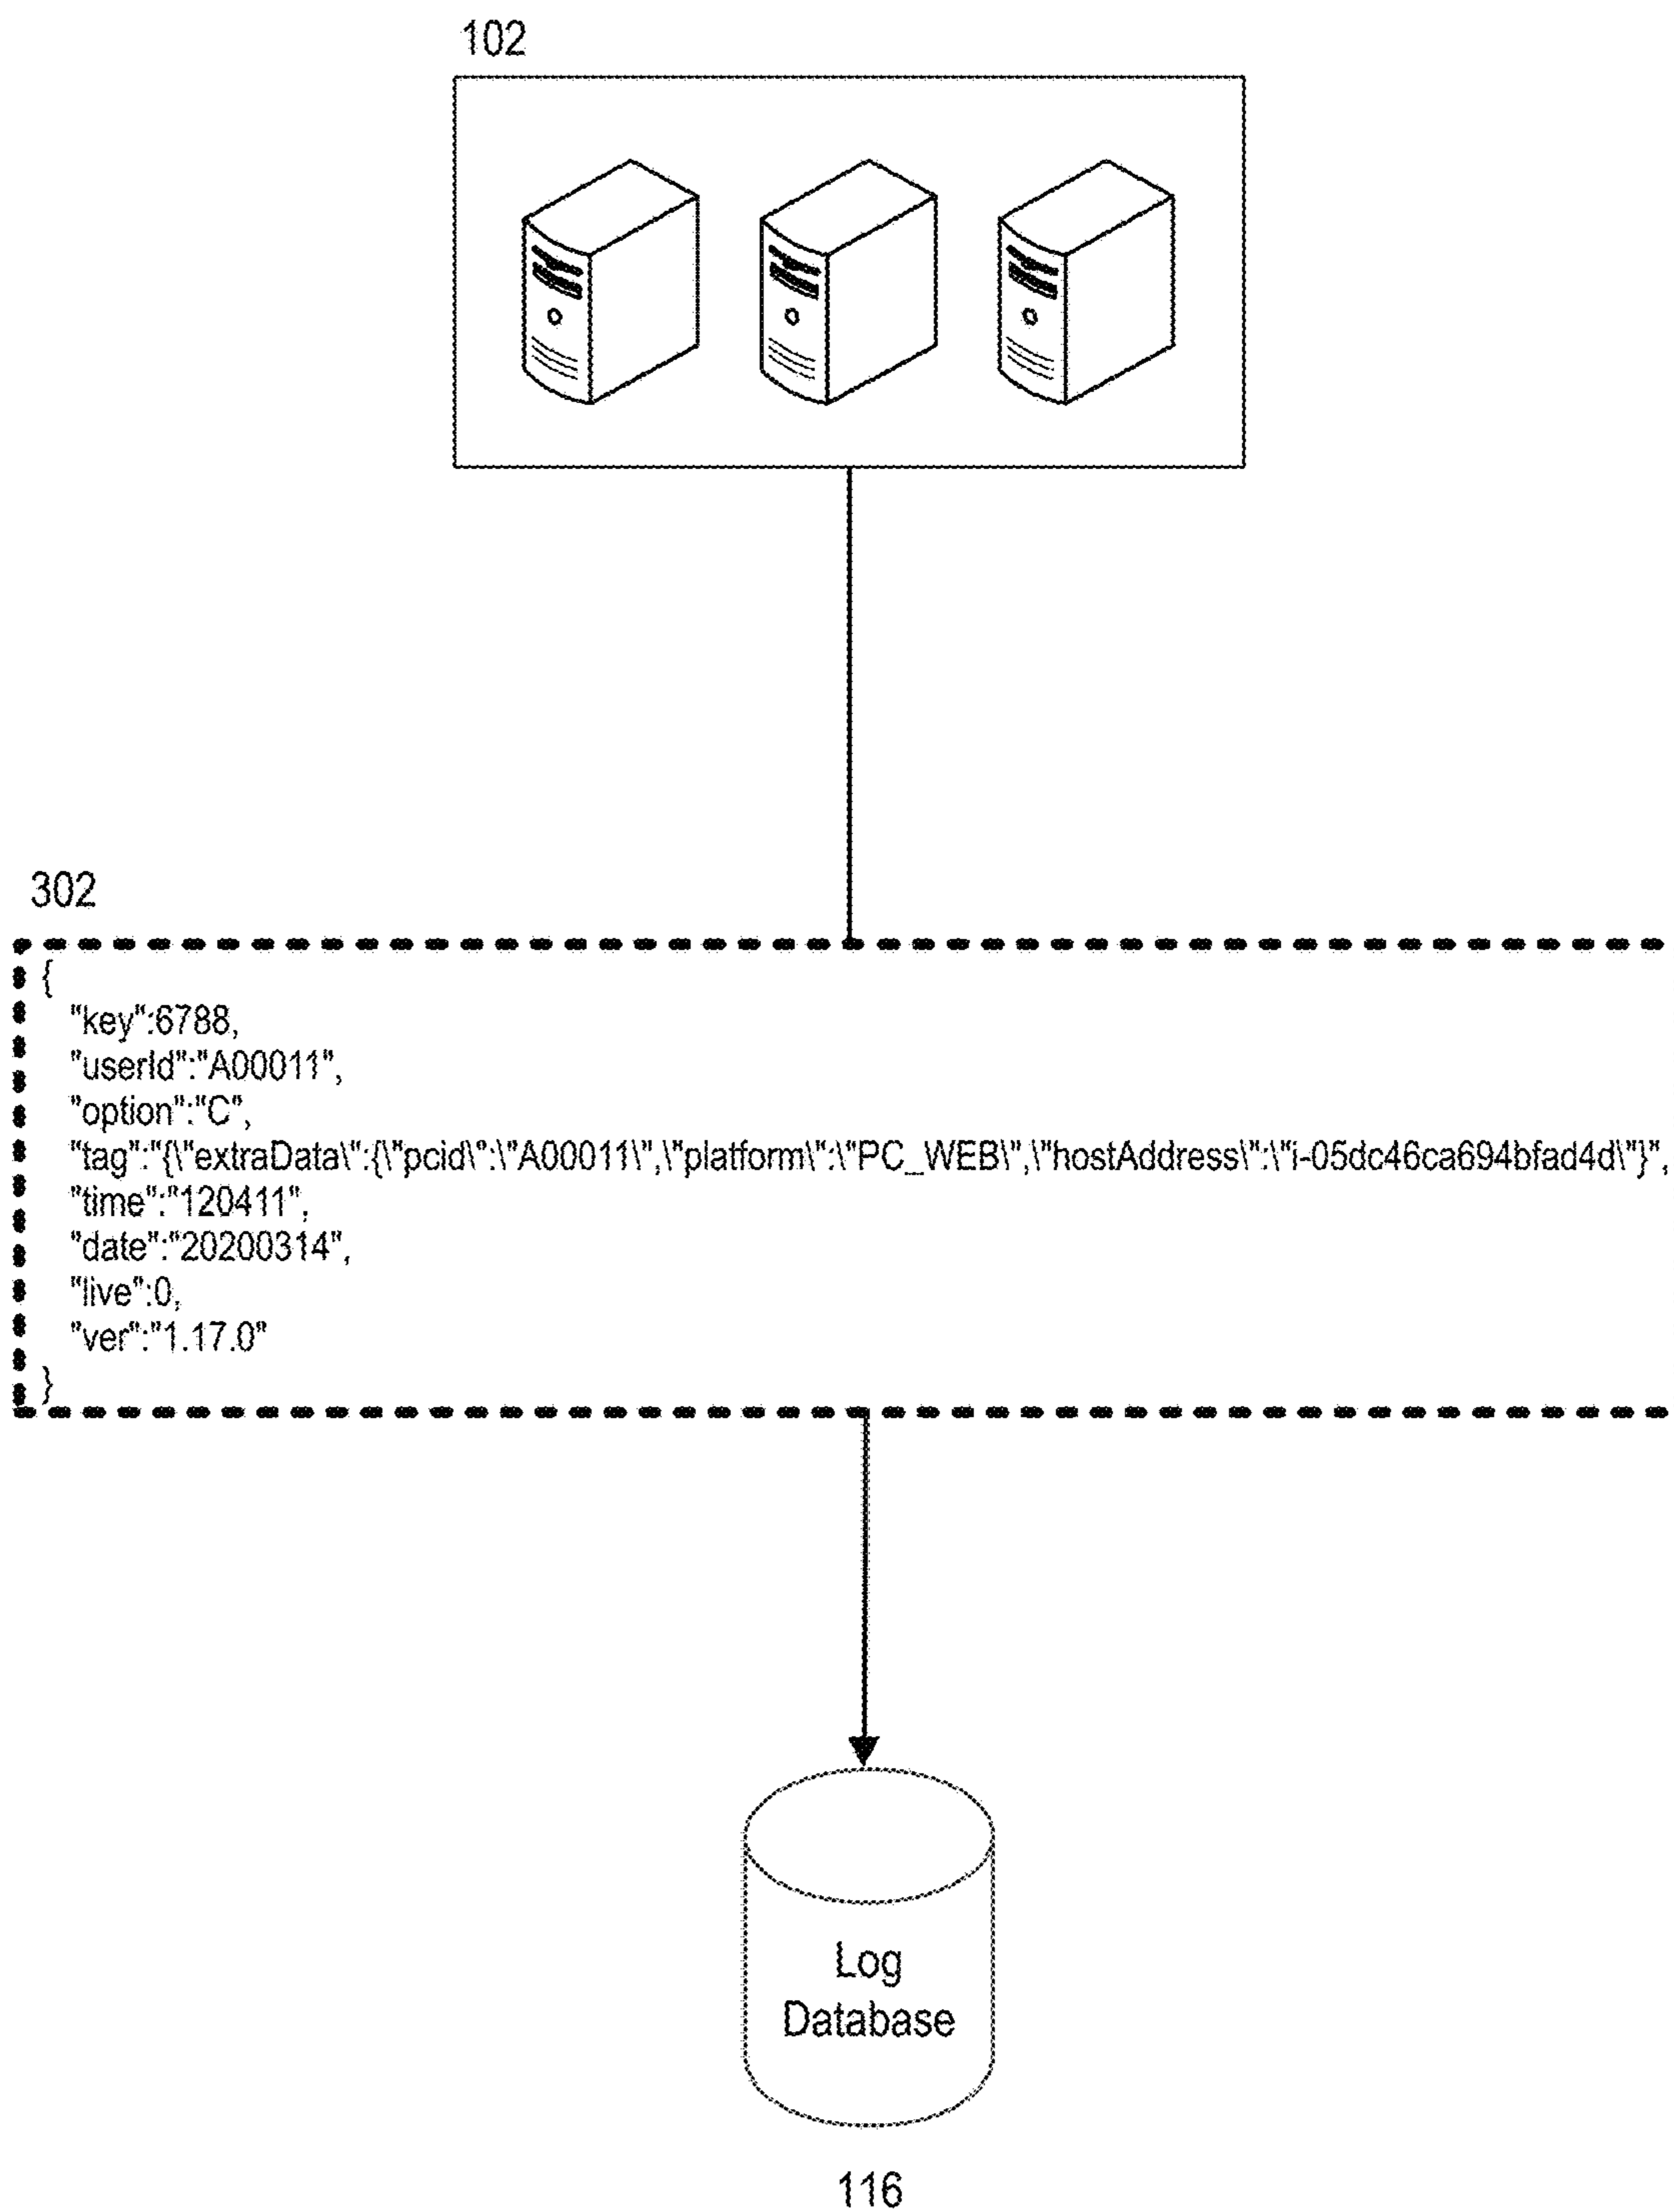 102
302
{
"key":6788,
"userId":"A00011",
"option":"C",
"tag":"{\"extraData\":{\"pcid\":\"A00011\",\"platform\":\"PC_WEB\",\"hostAddress\":\"i-05dc46ca694bfad4d\"}",
"time":"120411",
"date":"20200314",
"live":0,
"ver":"1.17.0"
}
Log
Database
116